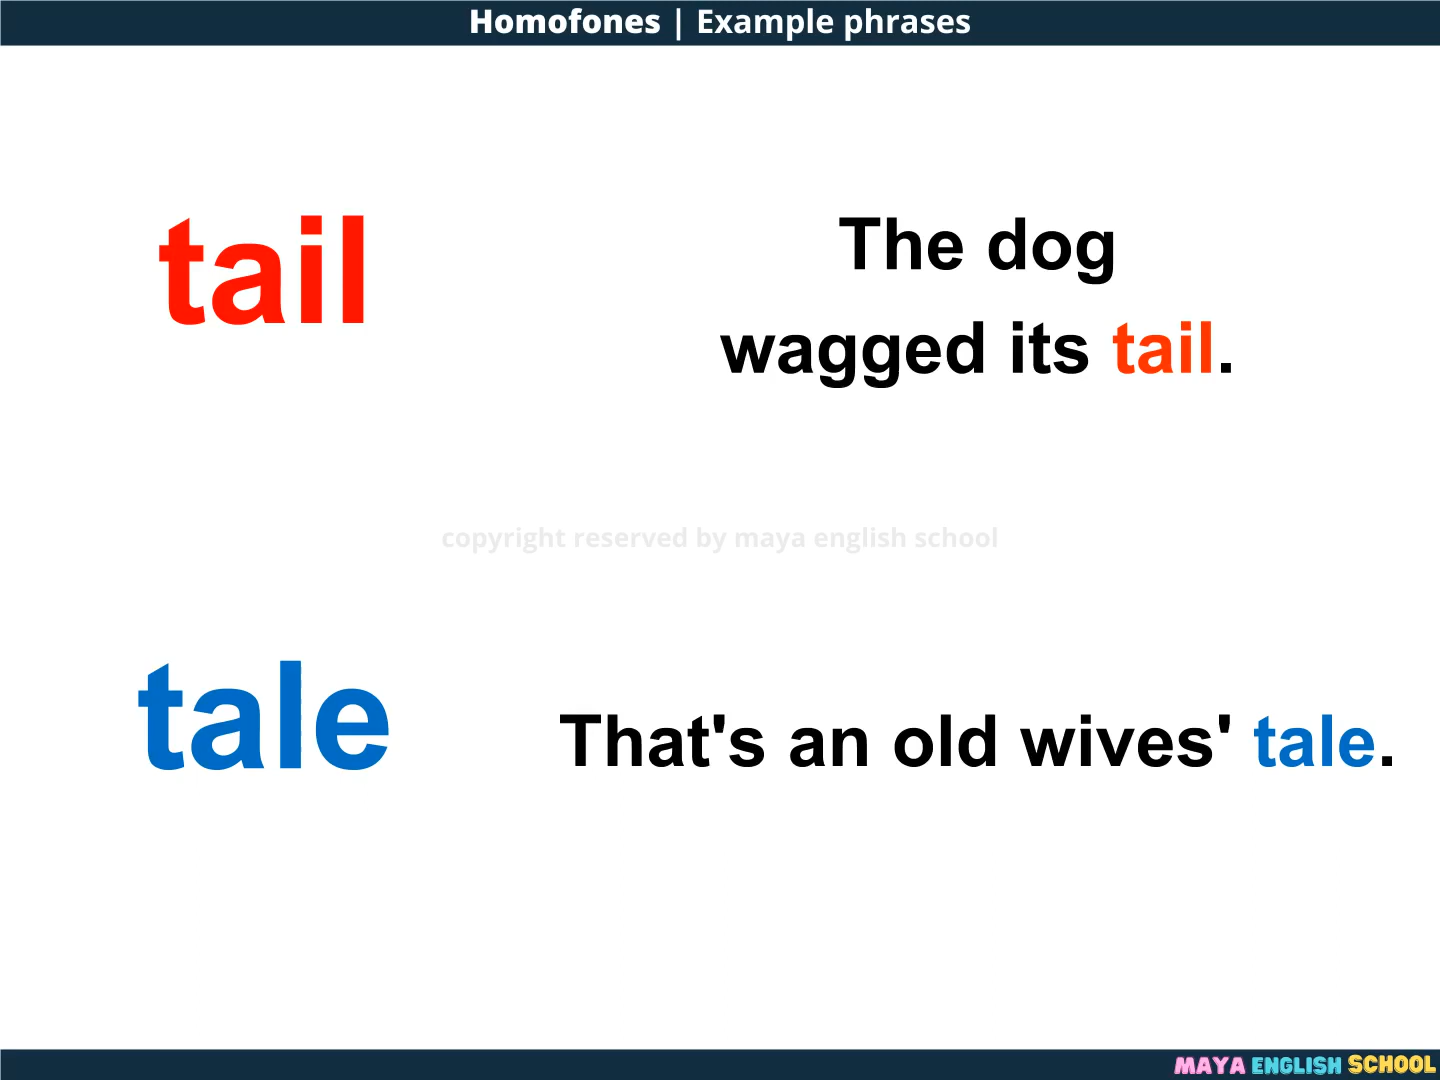 Homofones | Example phrases
tail
The dog
wagged its tail.
copyright reserved by maya english school
tale
That's an old wives' tale.
MAYA ENGLISH SCHOOL